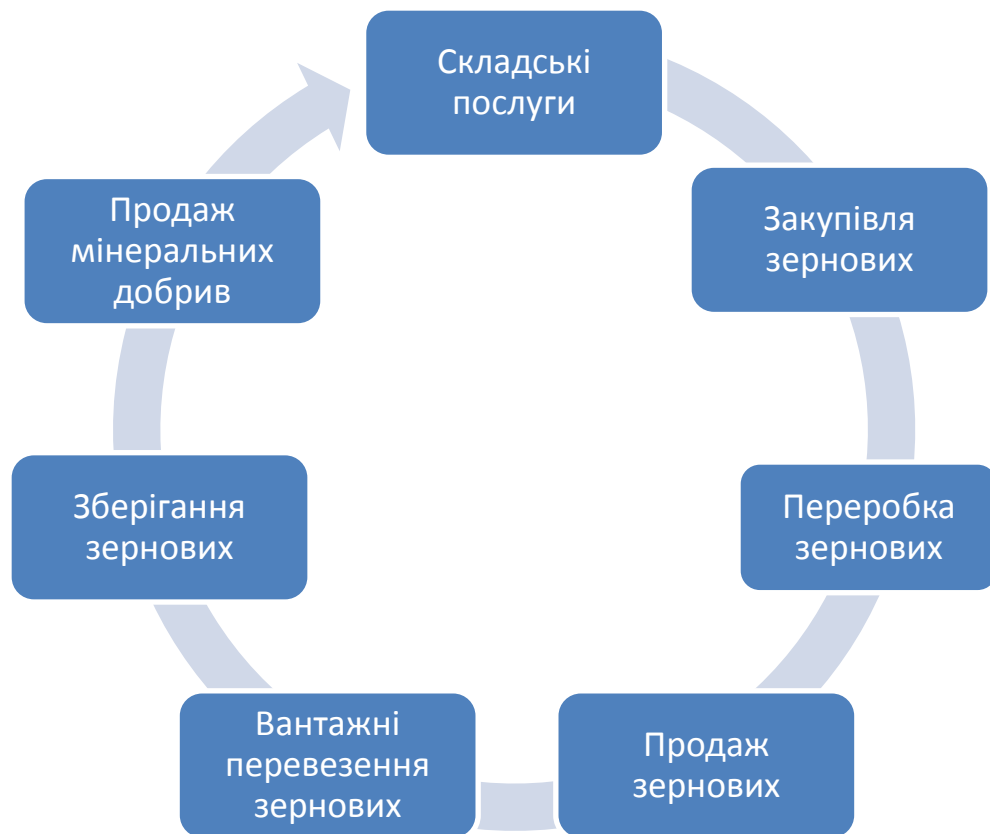 Складські
послуги
Закупівля
зернових
Переробка
зернових
Продаж
зернових
Вантажні
перевезення
зернових
Зберігання
зернових
Продаж
мінеральних
добрив